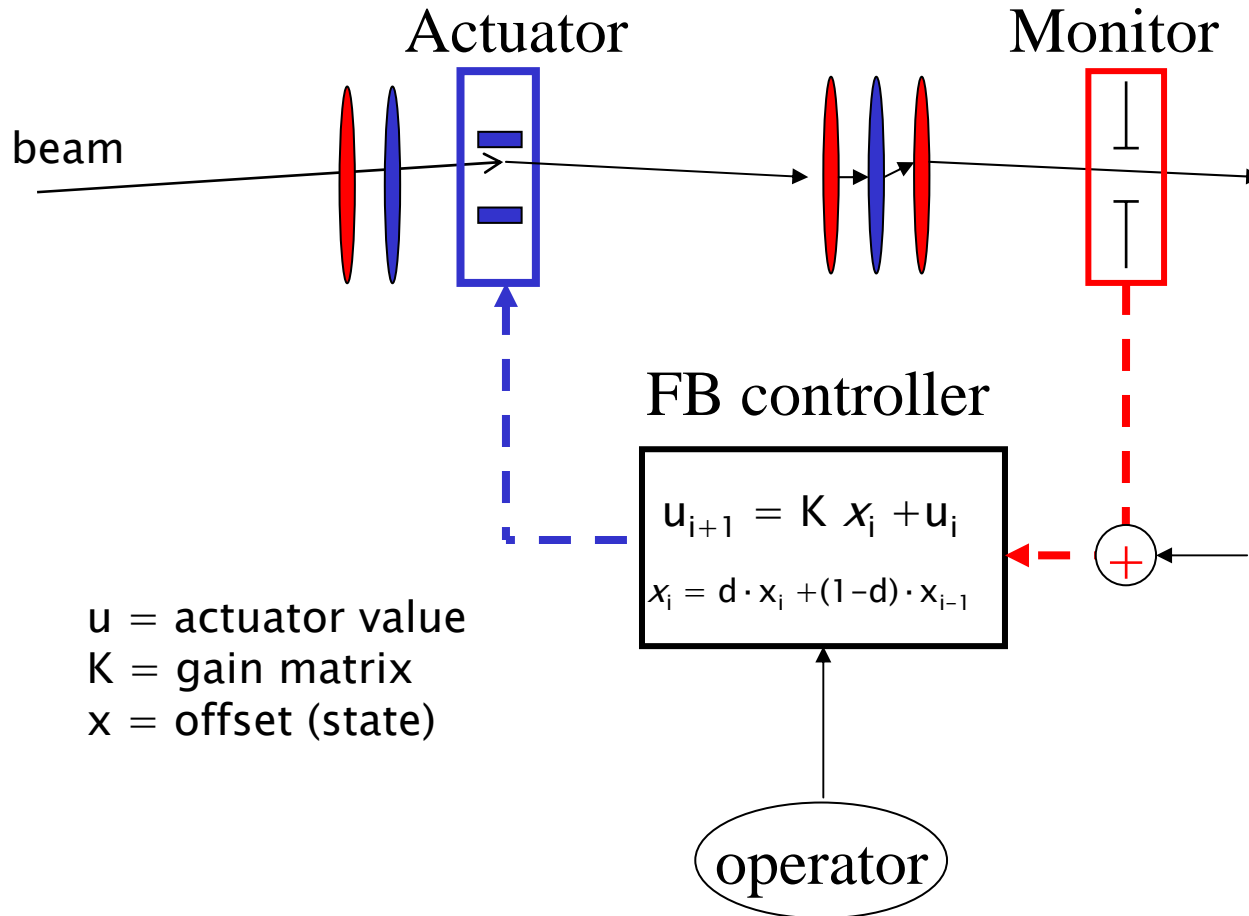 Actuator
Monitor
beam
FB controller
uᵢ₊₁ = K xᵢ +uᵢ
xᵢ = d · xᵢ +(1-d) · xᵢ₋₁
+
u = actuator value
K = gain matrix
x = offset (state)
operator